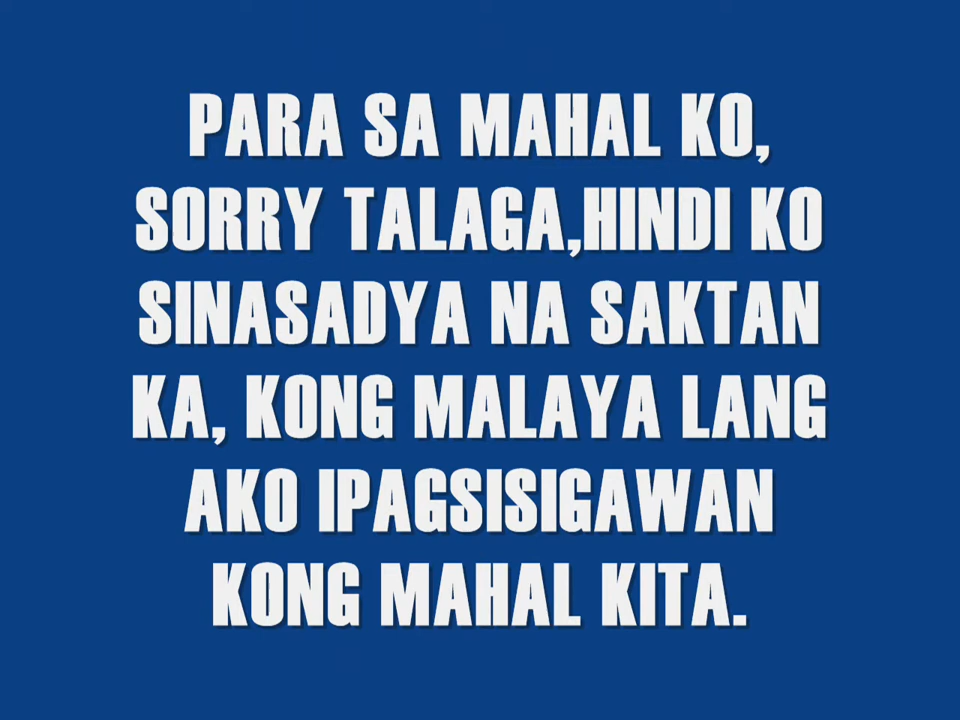 PARA SA MAHAL KO,
SORRY TALAGA,HINDI KO
SINASADYA NA SAKTAN
KA, KONG MALAYA LANG
AKO IPAGSISIGAWAN
KONG MAHAL KITA.